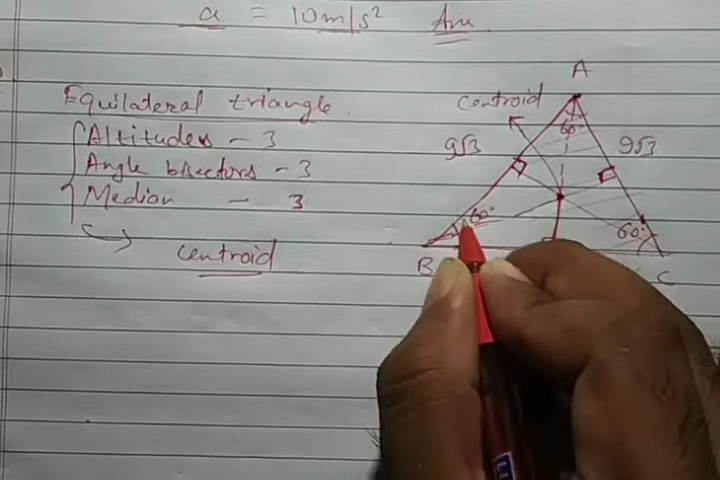 a = 10 m/s² Ans.
Equilateral triangle.
Altitudes - 3
Angle bisectors - 3
Median - 3
centroid
A
Centroid
60°
9√3
9√3
60°
60°
B
C